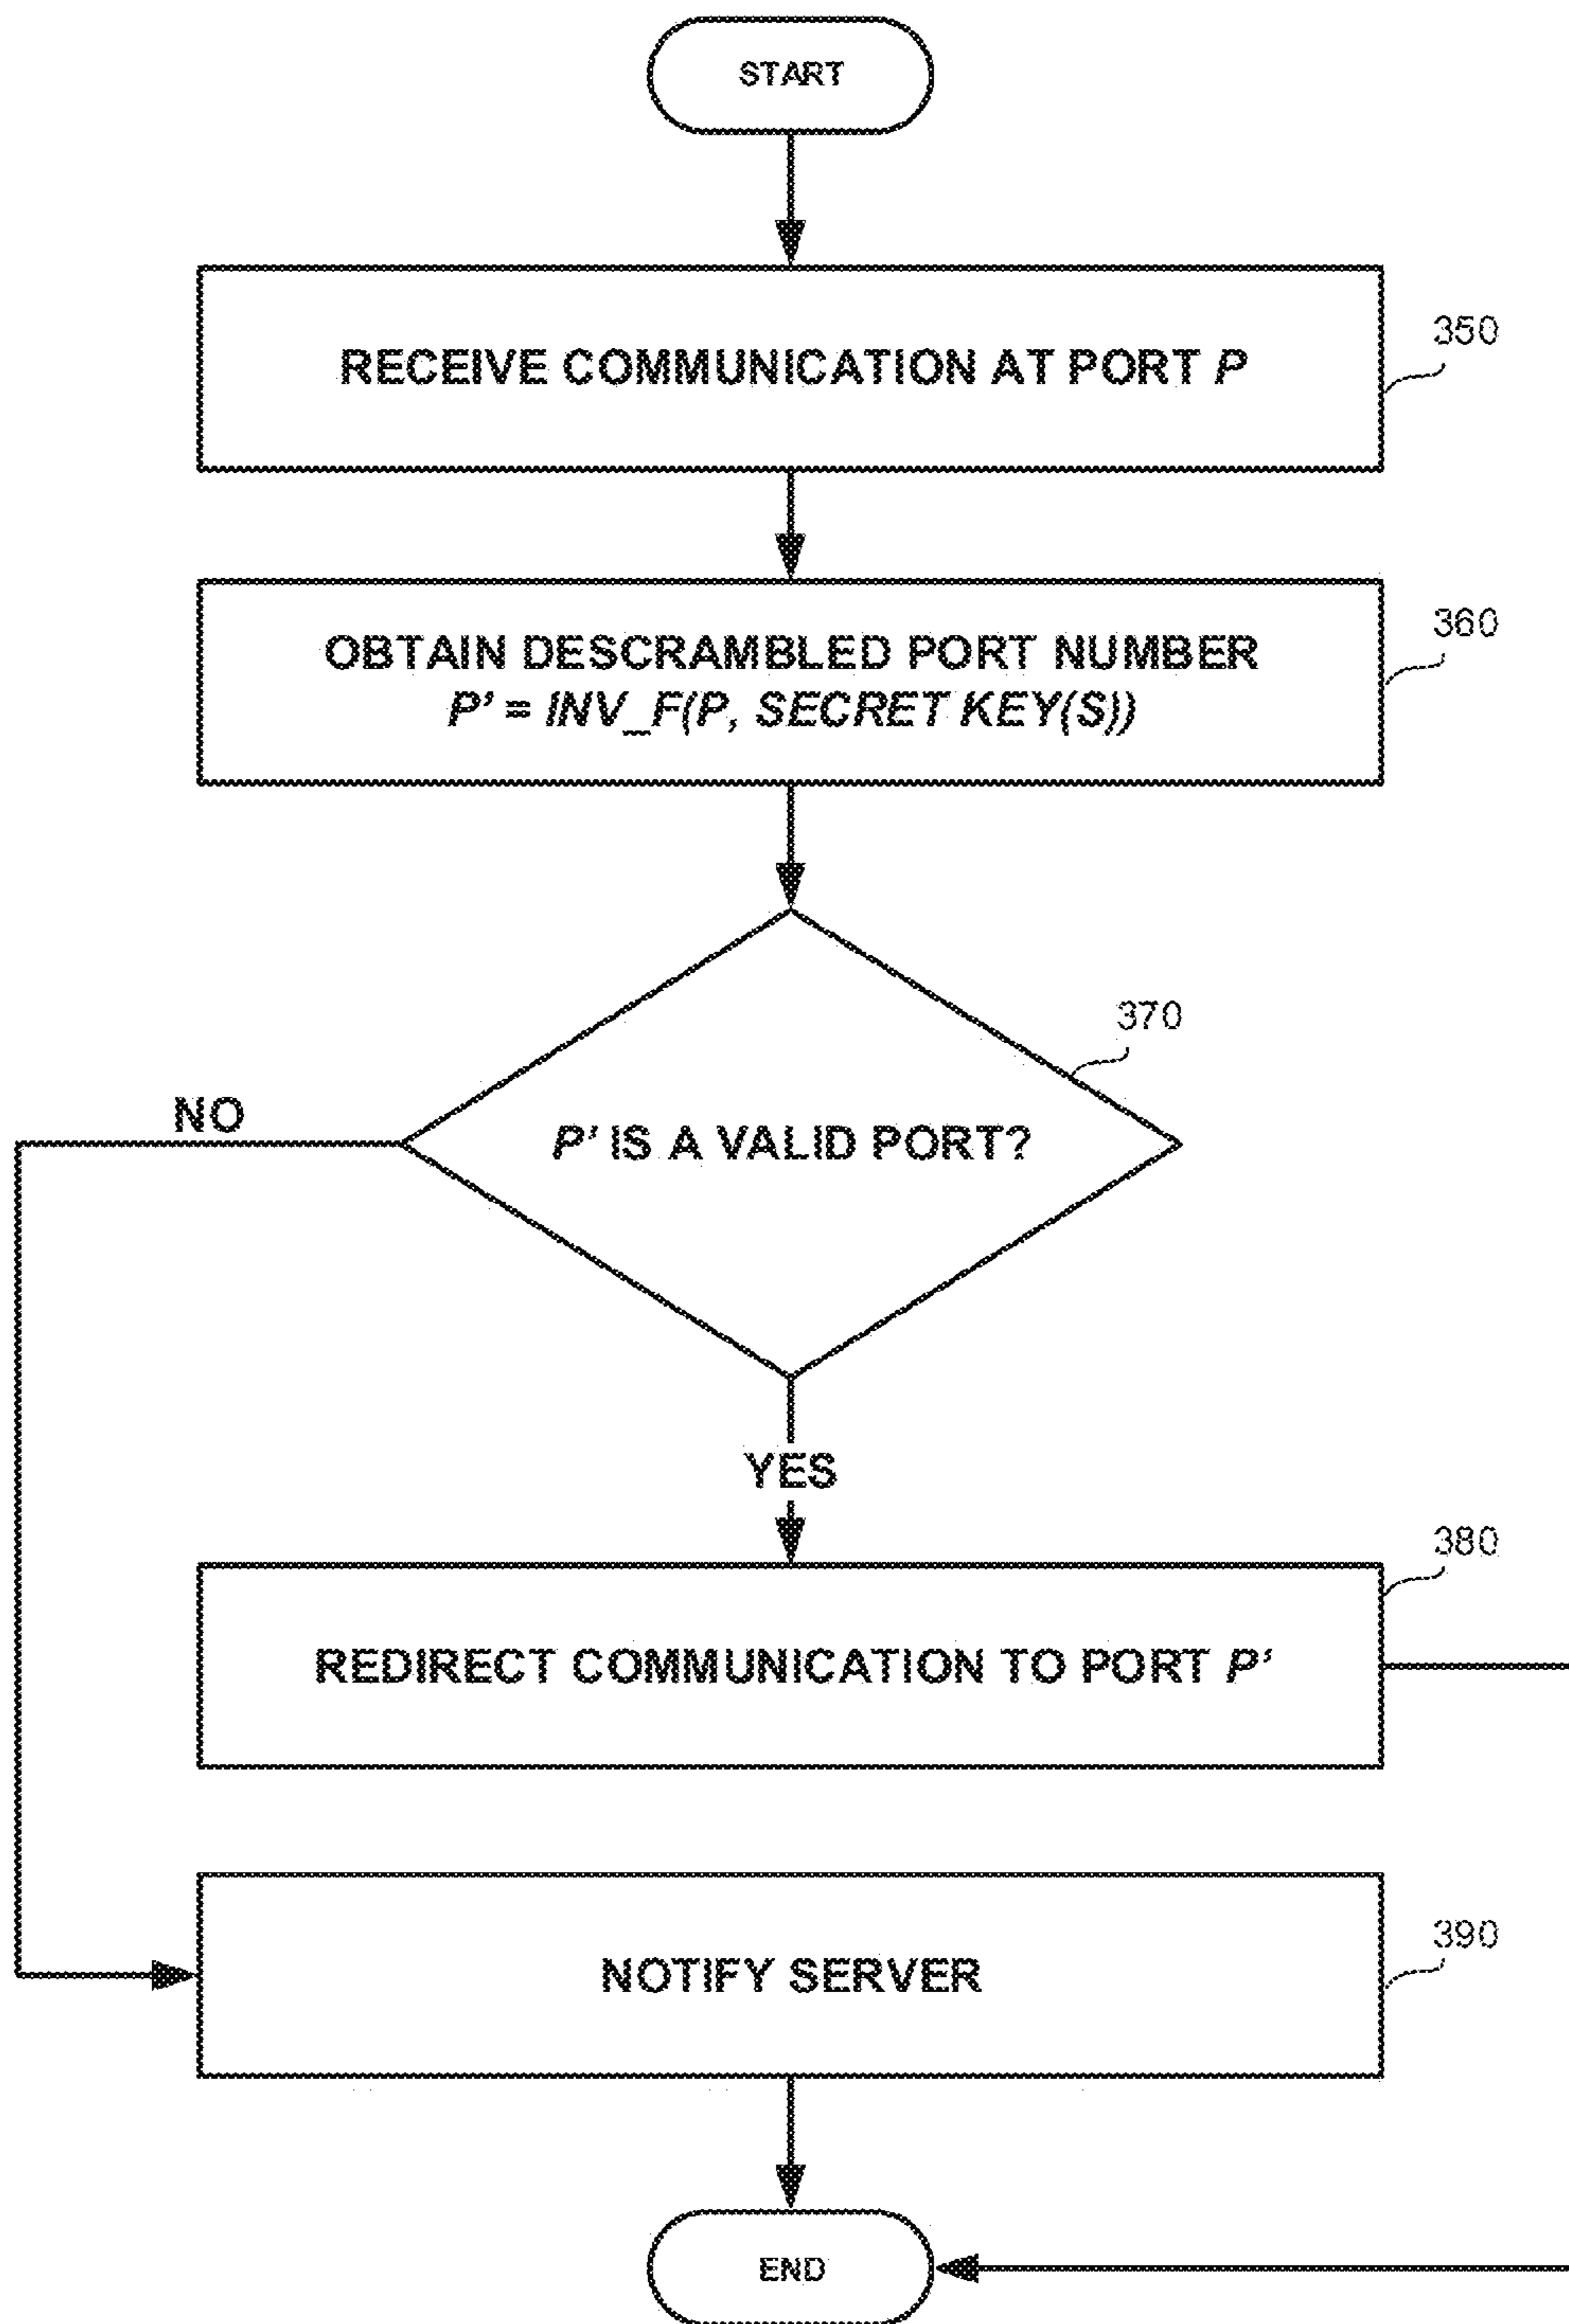 START
RECEIVE COMMUNICATION AT PORT P
350
OBTAIN DESCRAMBLED PORT NUMBER
P' = INV_F(P, SECRET KEY(S))
360
370
P' IS A VALID PORT?
NO
YES
380
REDIRECT COMMUNICATION TO PORT P'
390
NOTIFY SERVER
END